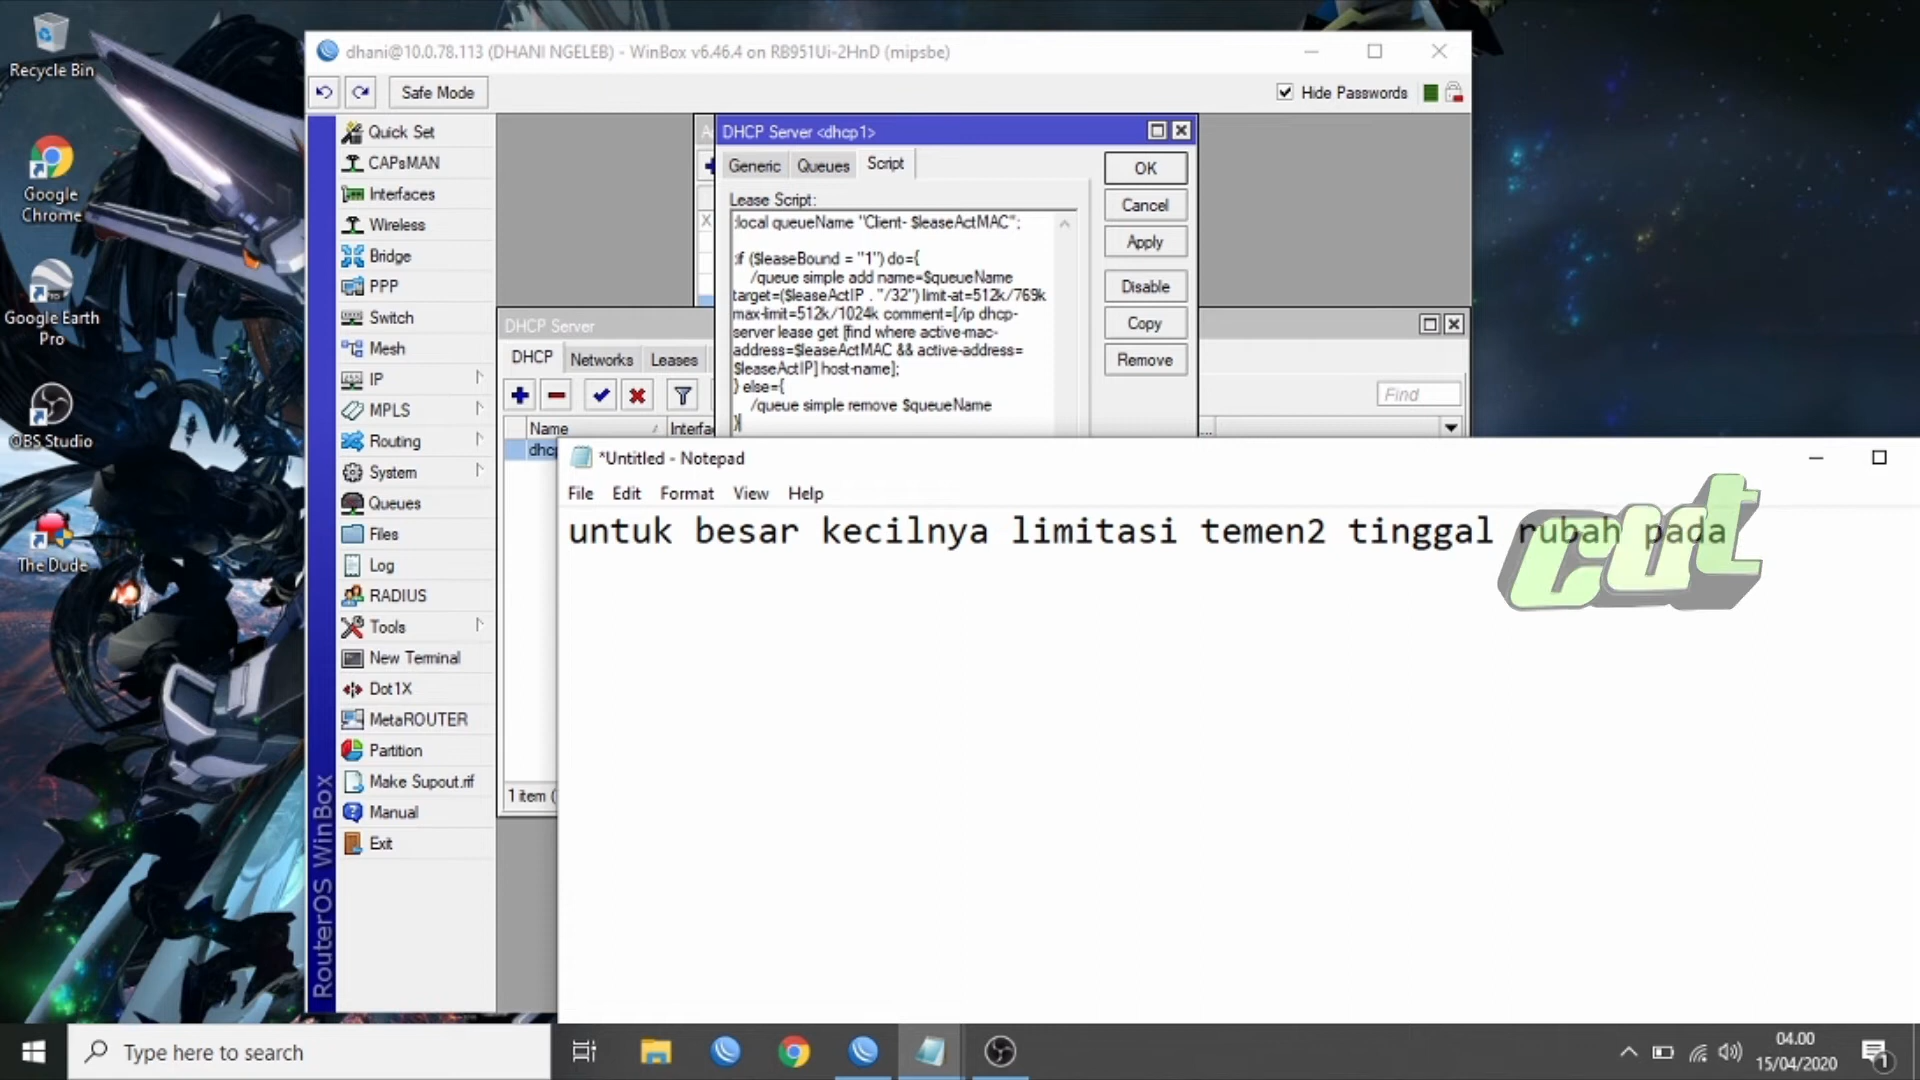 Recycle Bin
Google
Chrome
Google Earth
Pro
OBS Studio
The Dude
dhani@10.0.78.113 (DHANI NGELEB) - WinBox v6.46.4 on RB951Ui-2HnD (mipsbe)
Safe Mode
Hide Passwords
Quick Set
CAPsMAN
Interfaces
Wireless
Bridge
PPP
Switch
Mesh
IP
MPLS
Routing
System
Queues
Files
Log
RADIUS
Tools
New Terminal
Dot1X
MetaROUTER
Partition
Make Supout.rif
Manual
Exit
RouterOS WinBox
DHCP Server <dhcp1>
Generic
Queues
Script
Lease Script:
:local queueName "Client- $leaseActMAC";
:if ($leaseBound = "1") do={
/queue simple add name=$queueName
target=($leaseActIP . "/32") limit-at=512k/769k
max-limit=512k/1024k comment=[/ip dhcp-
server lease get [find where active-mac-
address=$leaseActMAC && active-address=
$leaseActIP] host-name];
} else={
/queue simple remove $queueName
}
OK
Cancel
Apply
Disable
Copy
Remove
DHCP Server
DHCP
Networks
Leases
Find
Name
Interfa
...
dhcp
1 item (
*Untitled - Notepad
File Edit Format View Help
untuk besar kecilnya limitasi temen2 tinggal rubah pada
cut
Type here to search
04.00
15/04/2020
1